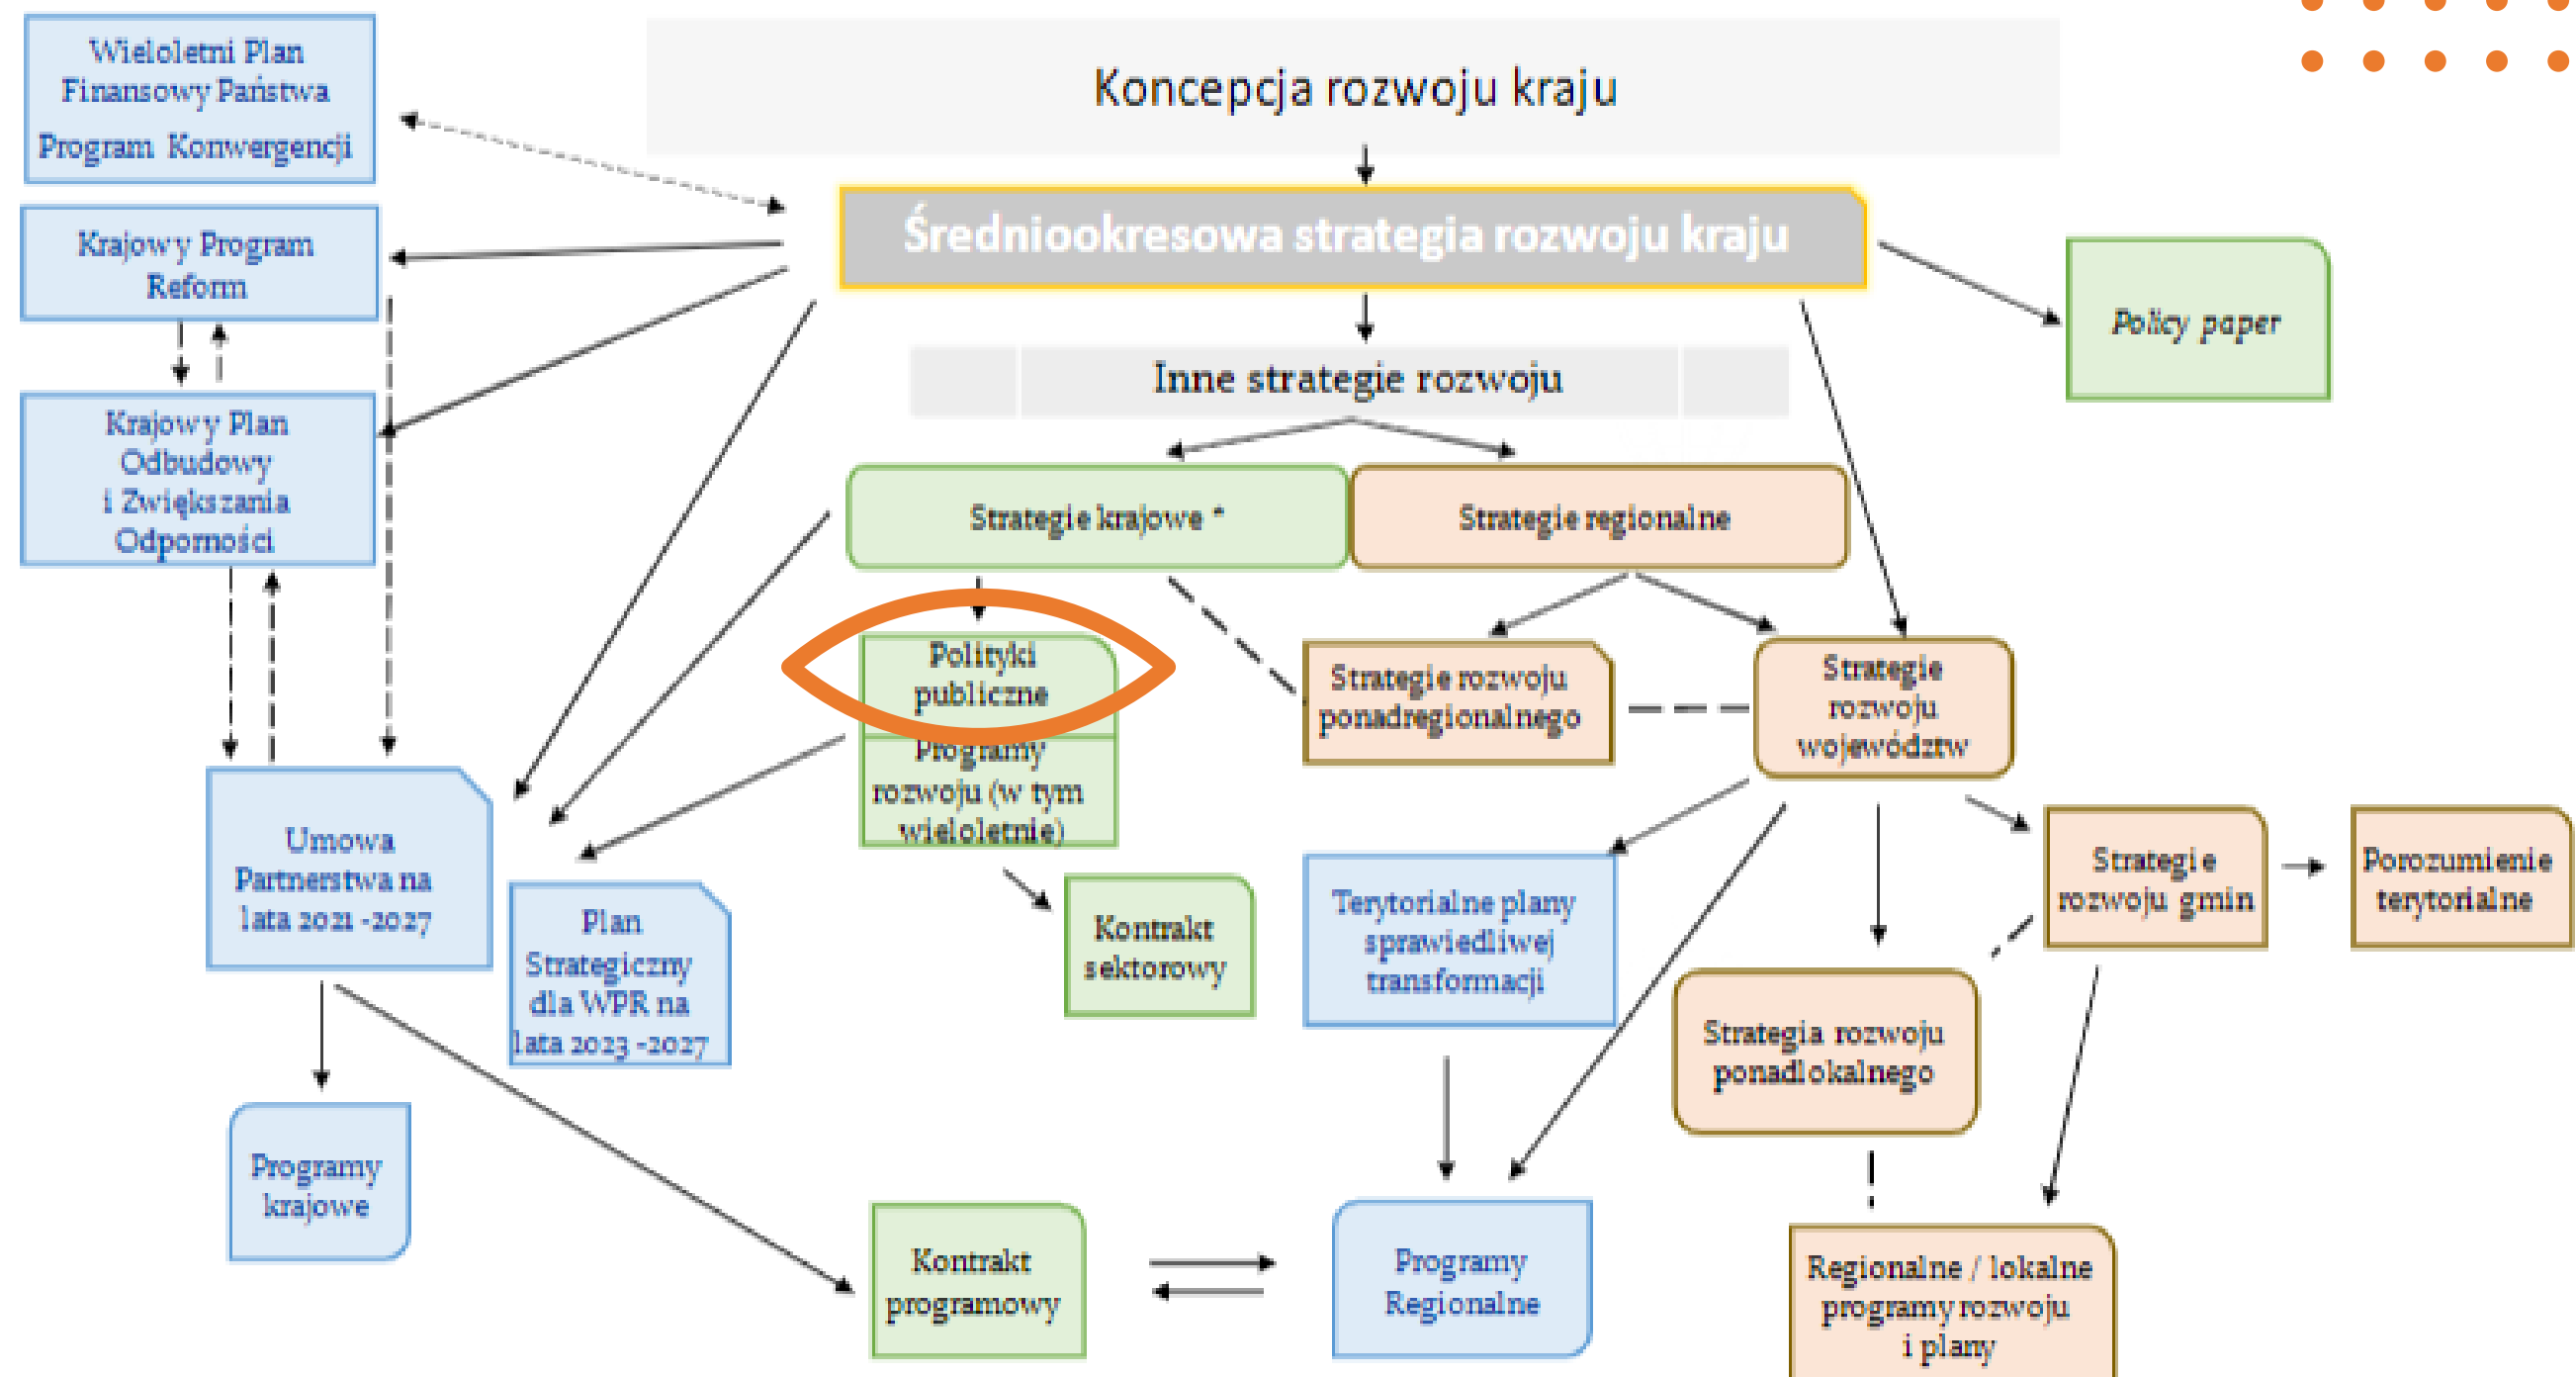 Wieloletni Plan
Finansowy Państwa
Program Konwergencji
Koncepcja rozwoju kraju
Średniookresowa strategia rozwoju kraju
Krajowy Program
Reform
Policy paper
Inne strategie rozwoju
Krajowy Plan
Odbudowy
i Zwiększania
Odporności
Strategie krajowe *
Strategie regionalne
Polityki
publiczne
Programy
rozwoju (w tym
wieloletnie)
Strategie rozwoju
ponadregionalnego
Strategie
rozwoju
województw
Umowa
Partnerstwa na
lata 2021 -2027
Plan
Strategiczny
dla WPR na
lata 2023 -2027
Kontrakt
sektorowy
Terytorialne plany
sprawiedliwej
transformacji
Strategie
rozwoju gmin
Porozumienie
terytorialne
Strategia rozwoju
ponadlokalnego
Programy
krajowe
Kontrakt
programowy
Programy
Regionalne
Regionalne / lokalne
programy rozwoju
i plany